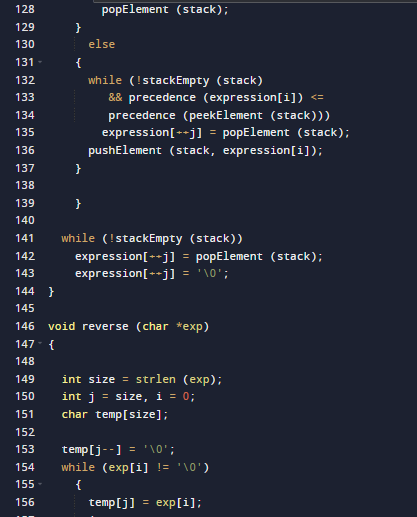 128 popElement (stack);
129 }
130 else
131 {
132 while (!stackEmpty (stack)
133 && precedence (expression[i]) <=
134 precedence (peekElement (stack)))
135 expression[++j] = popElement (stack);
136 pushElement (stack, expression[i]);
137 }
138
139 }
140
141 while (!stackEmpty (stack))
142 expression[++j] = popElement (stack);
143 expression[++j] = '\0';
144 }
145
146 void reverse (char *exp)
147 {
148
149 int size = strlen (exp);
150 int j = size, i = 0;
151 char temp[size];
152
153 temp[j--] = '\0';
154 while (exp[i] != '\0')
155 {
156 temp[j] = exp[i];